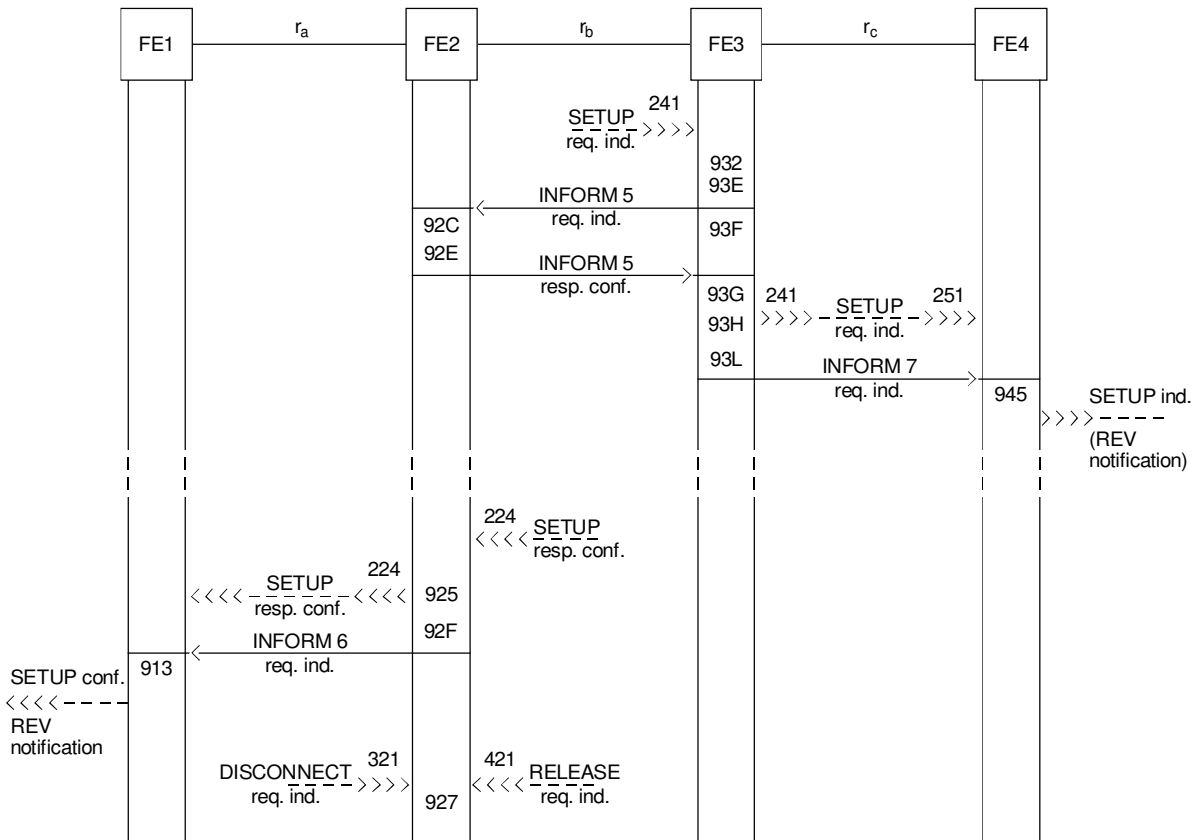 FE1
ra
FE2
rb
FE3
rc
FE4
241
SETUP
req. ind.
932
93E
INFORM 5
req. ind.
92C
93F
92E
INFORM 5
resp. conf.
93G
241
SETUP
req. ind.
251
93H
93L
INFORM 7
req. ind.
945
SETUP ind.
(REV
notification)
224
SETUP
resp. conf.
SETUP
resp. conf.
224
925
92F
INFORM 6
req. ind.
913
SETUP conf.
REV
notification
DISCONNECT
req. ind.
321
421
RELEASE
req. ind.
927